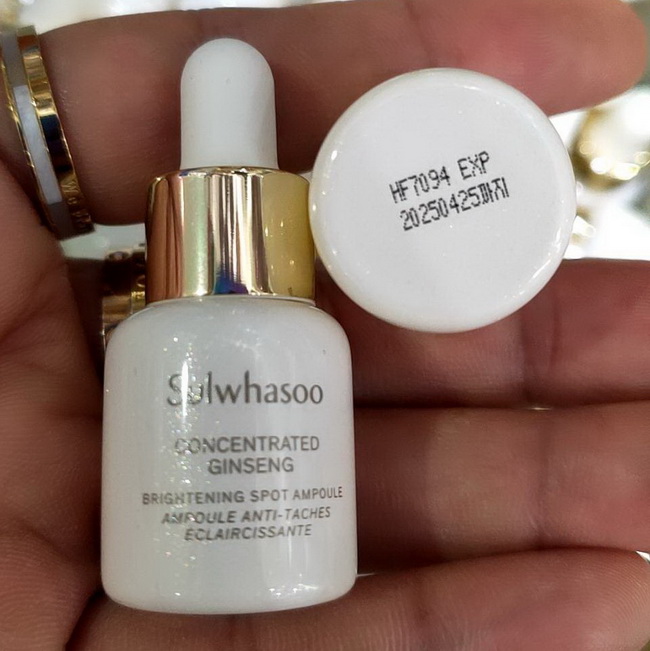 Sulwhasoo
CONCENTRATED
GINSENG
BRIGHTENING SPOT AMPOULE
AMPOULE ANTI-TACHES
ÉCLAIRCISSANTE
HF7094 EXP
20250425까지